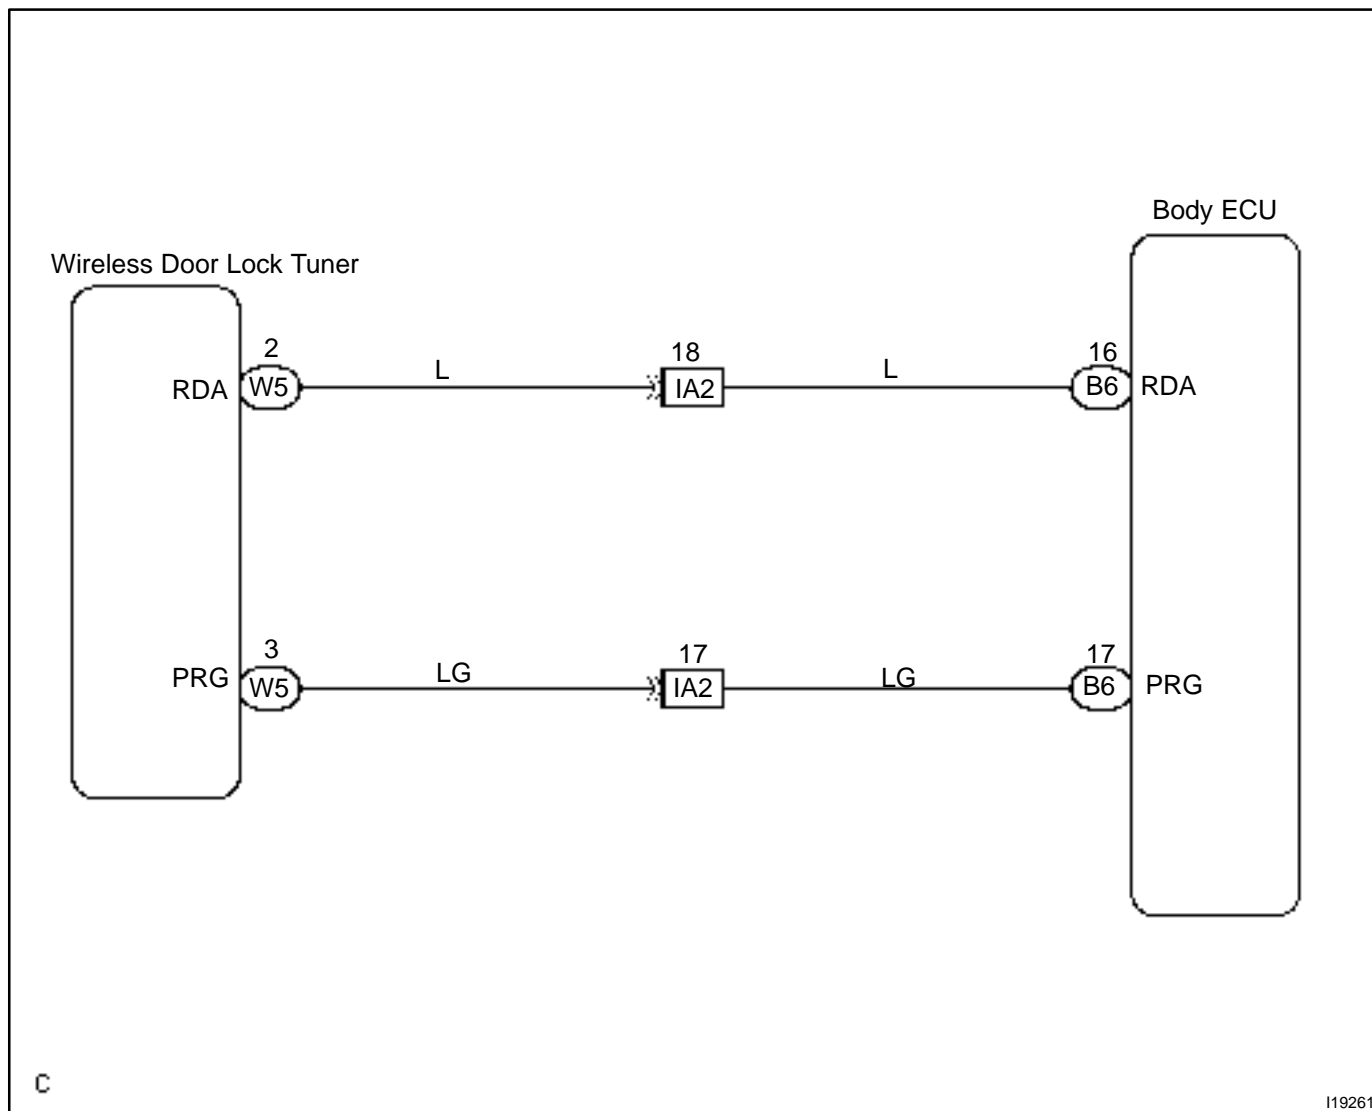 Body ECU
Wireless Door Lock Tuner
2 18 16
L L
RDA W5 IA2 B6 RDA
3 17 17
LG LG
PRG W5 IA2 B6 PRG
C
I19261